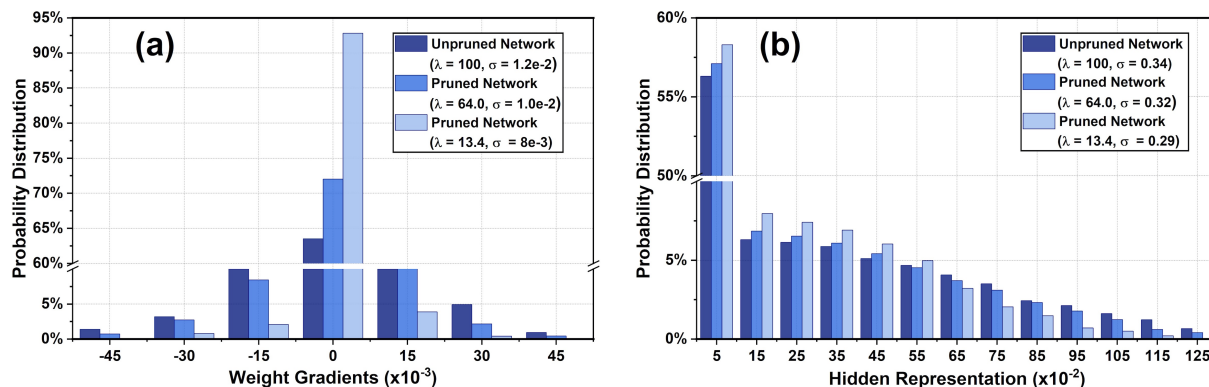 (a)
Probability Distribution
95%
90%
85%
80%
75%
70%
65%
60%
5%
0%
Unpruned Network
(λ = 100, σ = 1.2e-2)
Pruned Network
(λ = 64.0, σ = 1.0e-2)
Pruned Network
(λ = 13.4, σ = 8e-3)
-45 -30 -15 0 15 30 45
Weight Gradients (x10⁻³)
(b)
Probability Distribution
60%
55%
50%
5%
0%
Unpruned Network
(λ = 100, σ = 0.34)
Pruned Network
(λ = 64.0, σ = 0.32)
Pruned Network
(λ = 13.4, σ = 0.29)
5 15 25 35 45 55 65 75 85 95 105 115 125
Hidden Representation (x10⁻²)